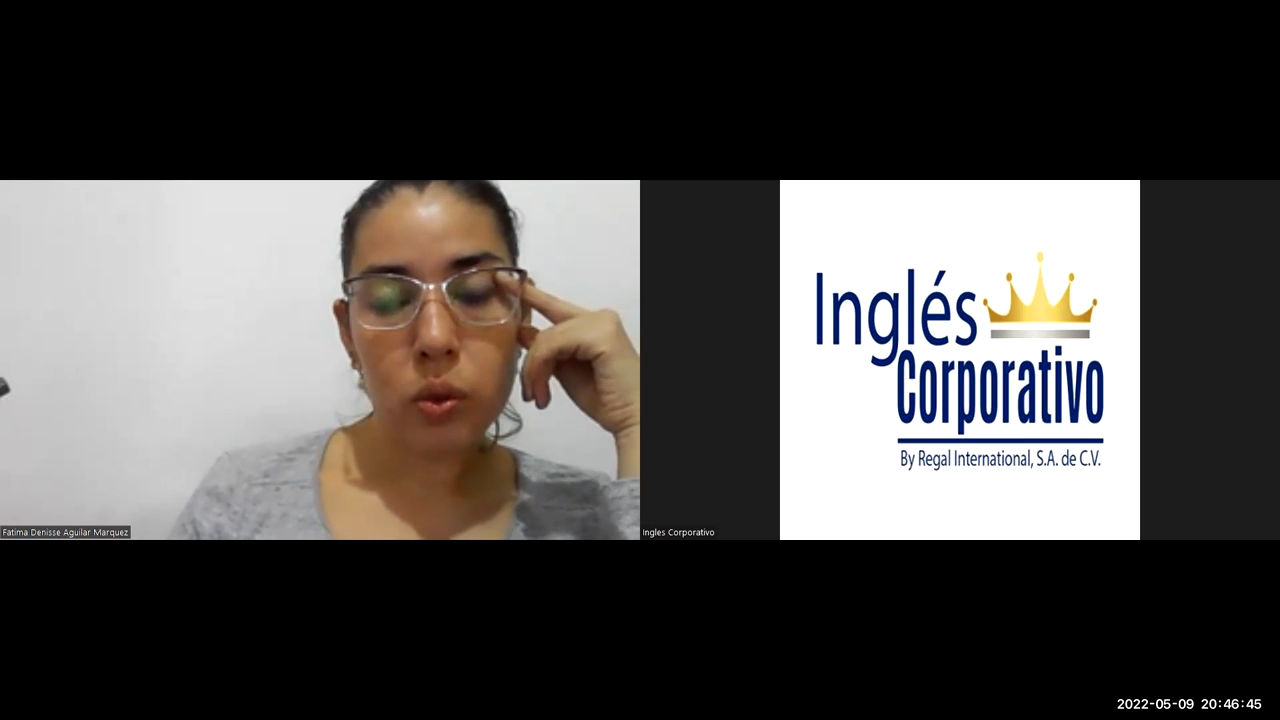 Inglés
Corporativo
By Regal International, S.A. de C.V.
Fatima Denisse Aguilar Marquez
Ingles Corporativo
2022-05-09 20:46:45